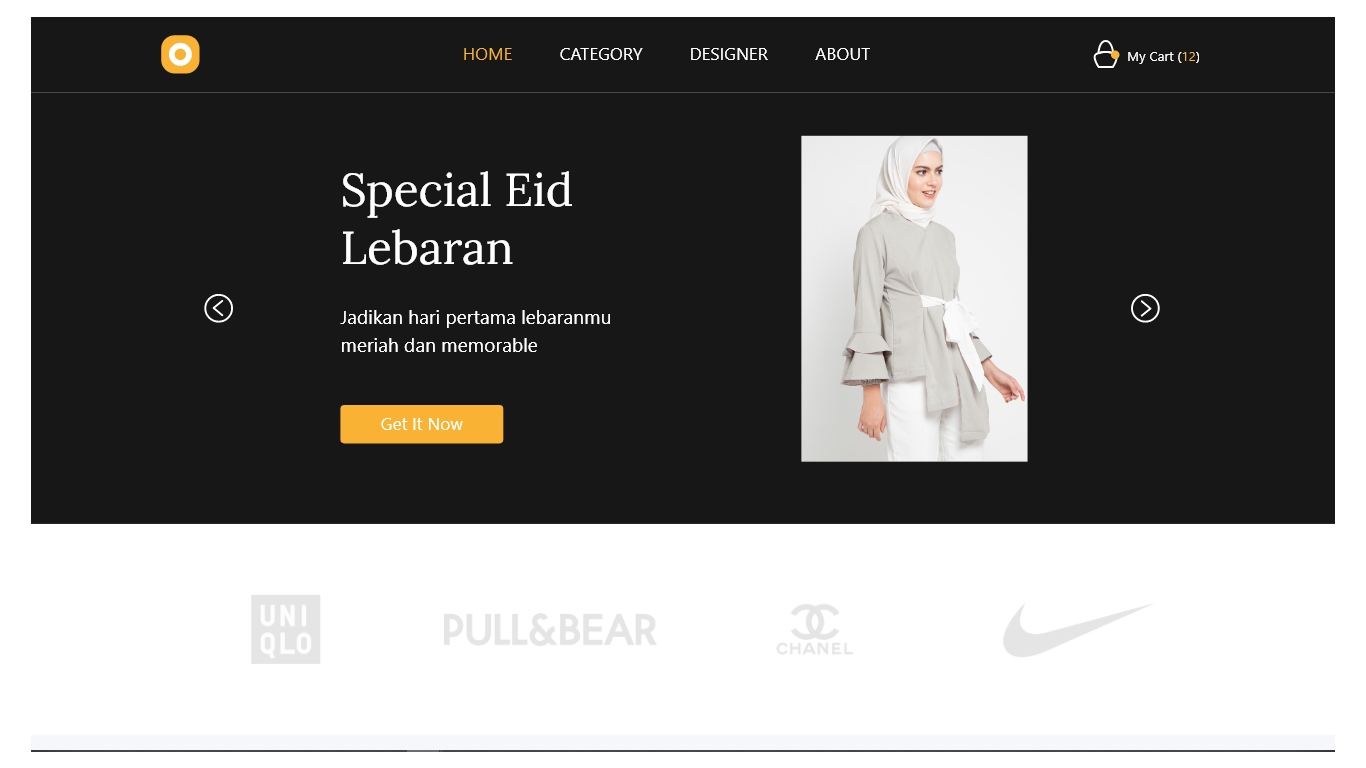 HOME CATEGORY DESIGNER ABOUT My Cart (12)
Special Eid
Lebaran
Jadikan hari pertama lebaranmu
meriah dan memorable
Get It Now
UNI
QLO
PULL&BEAR
CHANEL